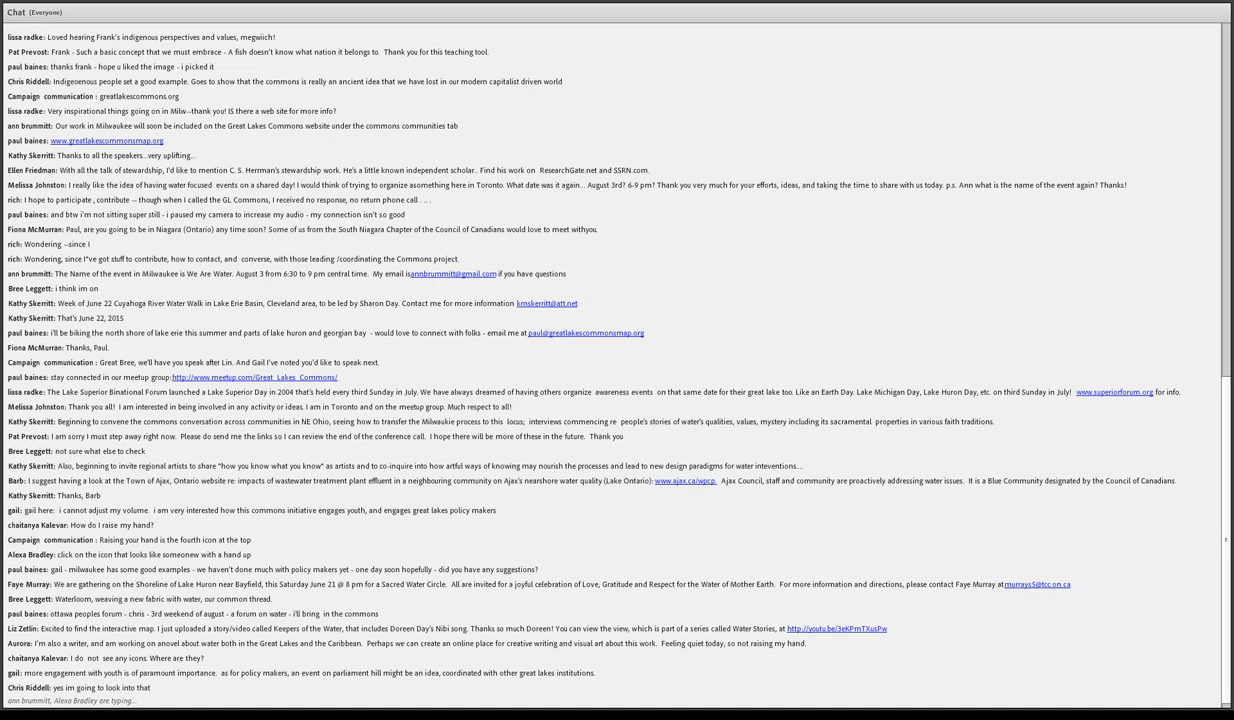 Chat (Everyone)
lissa radke: Loved hearing Frank's indigenous perspectives and values, megwiich!
Pat Prevost: Frank - Such a basic concept that we must embrace - A fish doesn't know what nation it belongs to. Thank you for this teaching tool.
paul baines: thanks frank - hope u liked the image - i picked it
Chris Riddell: Indigeoenous people set a good example. Goes to show that the commons is really an ancient idea that we have lost in our modern capitalist driven world
Campaign communication : greatlakescommons.org
lissa radke: Very inspirational things going on in Milw--thank you! IS there a web site for more info?
ann brummitt: Our work in Milwaukee will soon be included on the Great Lakes Commons website under the commons communities tab
paul baines: www.greatlakescommonsmap.org
Kathy Skerritt: Thanks to all the speakers...very uplifting...
Ellen Friedman: With all the talk of stewardship, I'd like to mention C. S. Herrman's stewardship work. He's a little known independent scholar.. Find his work on ResearchGate.net and SSRN.com.
Melissa Johnston: I really like the idea of having water focused events on a shared day! I would think of trying to organize asomething here in Toronto. What date was it again... August 3rd? 6-9 pm? Thank you very much for your efforts, ideas, and taking the time to share with us today. p.s. Ann what is the name of the event again? Thanks!
rich: I hope to participate , contribute -- though when I called the GL Commons, I received no response, no return phone call . . . .
paul baines: and btw i'm not sitting super still - i paused my camera to increase my audio - my connection isn't so good
Fiona McMurran: Paul, are you going to be in Niagara (Ontario) any time soon? Some of us from the South Niagara Chapter of the Council of Canadians would love to meet withyou.
rich: Wondering --since I
rich: Wondering, since I"ve got stuff to contribute, how to contact, and converse, with those leading /coordinating the Commons project.
ann brummitt: The Name of the event in Milwaukee is We Are Water. August 3 from 6:30 to 9 pm central time. My email isannbrummitt@gmail.com if you have questions
Bree Leggett: i think im on
Kathy Skerritt: Week of June 22 Cuyahoga River Water Walk in Lake Erie Basin, Cleveland area, to be led by Sharon Day. Contact me for more information kmskerritt@att.net
Kathy Skerritt: That's June 22, 2015
paul baines: i'll be biking the north shore of lake erie this summer and parts of lake huron and georgian bay - would love to connect with folks - email me at paul@greatlakescommonsmap.org
Fiona McMurran: Thanks, Paul.
Campaign communication : Great Bree, we'll have you speak after Lin. And Gail I've noted you'd like to speak next.
paul baines: stay connected in our meetup group:http://www.meetup.com/Great_Lakes_Commons/
lissa radke: The Lake Superior Binational Forum launched a Lake Superior Day in 2004 that's held every third Sunday in July. We have always dreamed of having others organize awareness events on that same date for their great lake too. Like an Earth Day. Lake Michigan Day, Lake Huron Day, etc. on third Sunday in July! www.superiorforum.org for info.
Melissa Johnston: Thank you all! I am interested in being involved in any activity or ideas. I am in Toronto and on the meetup group. Much respect to all!
Kathy Skerritt: Beginning to convene the commons conversation across communities in NE Ohio, seeing how to transfer the Milwaukie process to this locus; interviews commencing re people's stories of water's qualities, values, mystery including its sacramental properties in various faith traditions.
Pat Prevost: I am sorry I must step away right now. Please do send me the links so I can review the end of the conference call. I hope there will be more of these in the future. Thank you
Bree Leggett: not sure what else to check
Kathy Skerritt: Also, beginning to invite regional artists to share "how you know what you know" as artists and to co-inquire into how artful ways of knowing may nourish the processes and lead to new design paradigms for water inteventions....
Barb: I suggest having a look at the Town of Ajax, Ontario website re: impacts of wastewater treatment plant effluent in a neighbouring community on Ajax's nearshore water quality (Lake Ontario): www.ajax.ca/wpcp. Ajax Council, staff and community are proactively addressing water issues. It is a Blue Community designated by the Council of Canadians.
Kathy Skerritt: Thanks, Barb
gail: gail here: i cannot adjust my volume. i am very interested how this commons initiative engages youth, and engages great lakes policy makers
chaitanya Kalevar: How do I raise my hand?
Campaign communication : Raising your hand is the fourth icon at the top
Alexa Bradley: click on the icon that looks like someonew with a hand up
paul baines: gail - milwaukee has some good examples - we haven't done much with policy makers yet - one day soon hopefully - did you have any suggestions?
Faye Murray: We are gathering on the Shoreline of Lake Huron near Bayfield, this Saturday June 21 @ 8 pm for a Sacred Water Circle. All are invited for a joyful celebration of Love, Gratitude and Respect for the Water of Mother Earth. For more information and directions, please contact Faye Murray at murrays5@tcc.on.ca
Bree Leggett: Waterloom, weaving a new fabric with water, our common thread.
paul baines: ottawa peoples forum - chris - 3rd weekend of august - a forum on water - i'll bring in the commons
Liz Zetlin: Excited to find the interactive map. I just uploaded a story/video called Keepers of the Water, that includes Doreen Day's Nibi song. Thanks so much Doreen! You can view the view, which is part of a series called Water Stories, at http://youtu.be/3eKPmTXusPw
Aurora: I'm also a writer, and am working on anovel about water both in the Great Lakes and the Caribbean. Perhaps we can create an online place for creative writing and visual art about this work. Feeling quiet today, so not raising my hand.
chaitanya Kalevar: I do not see any icons. Where are they?
gail: more engagement with youth is of paramount importance. as for policy makers, an event on parliament hill might be an idea, coordinated with other great lakes institutions.
Chris Riddell: yes im going to look into that
ann brummitt, Alexa Bradley are typing...